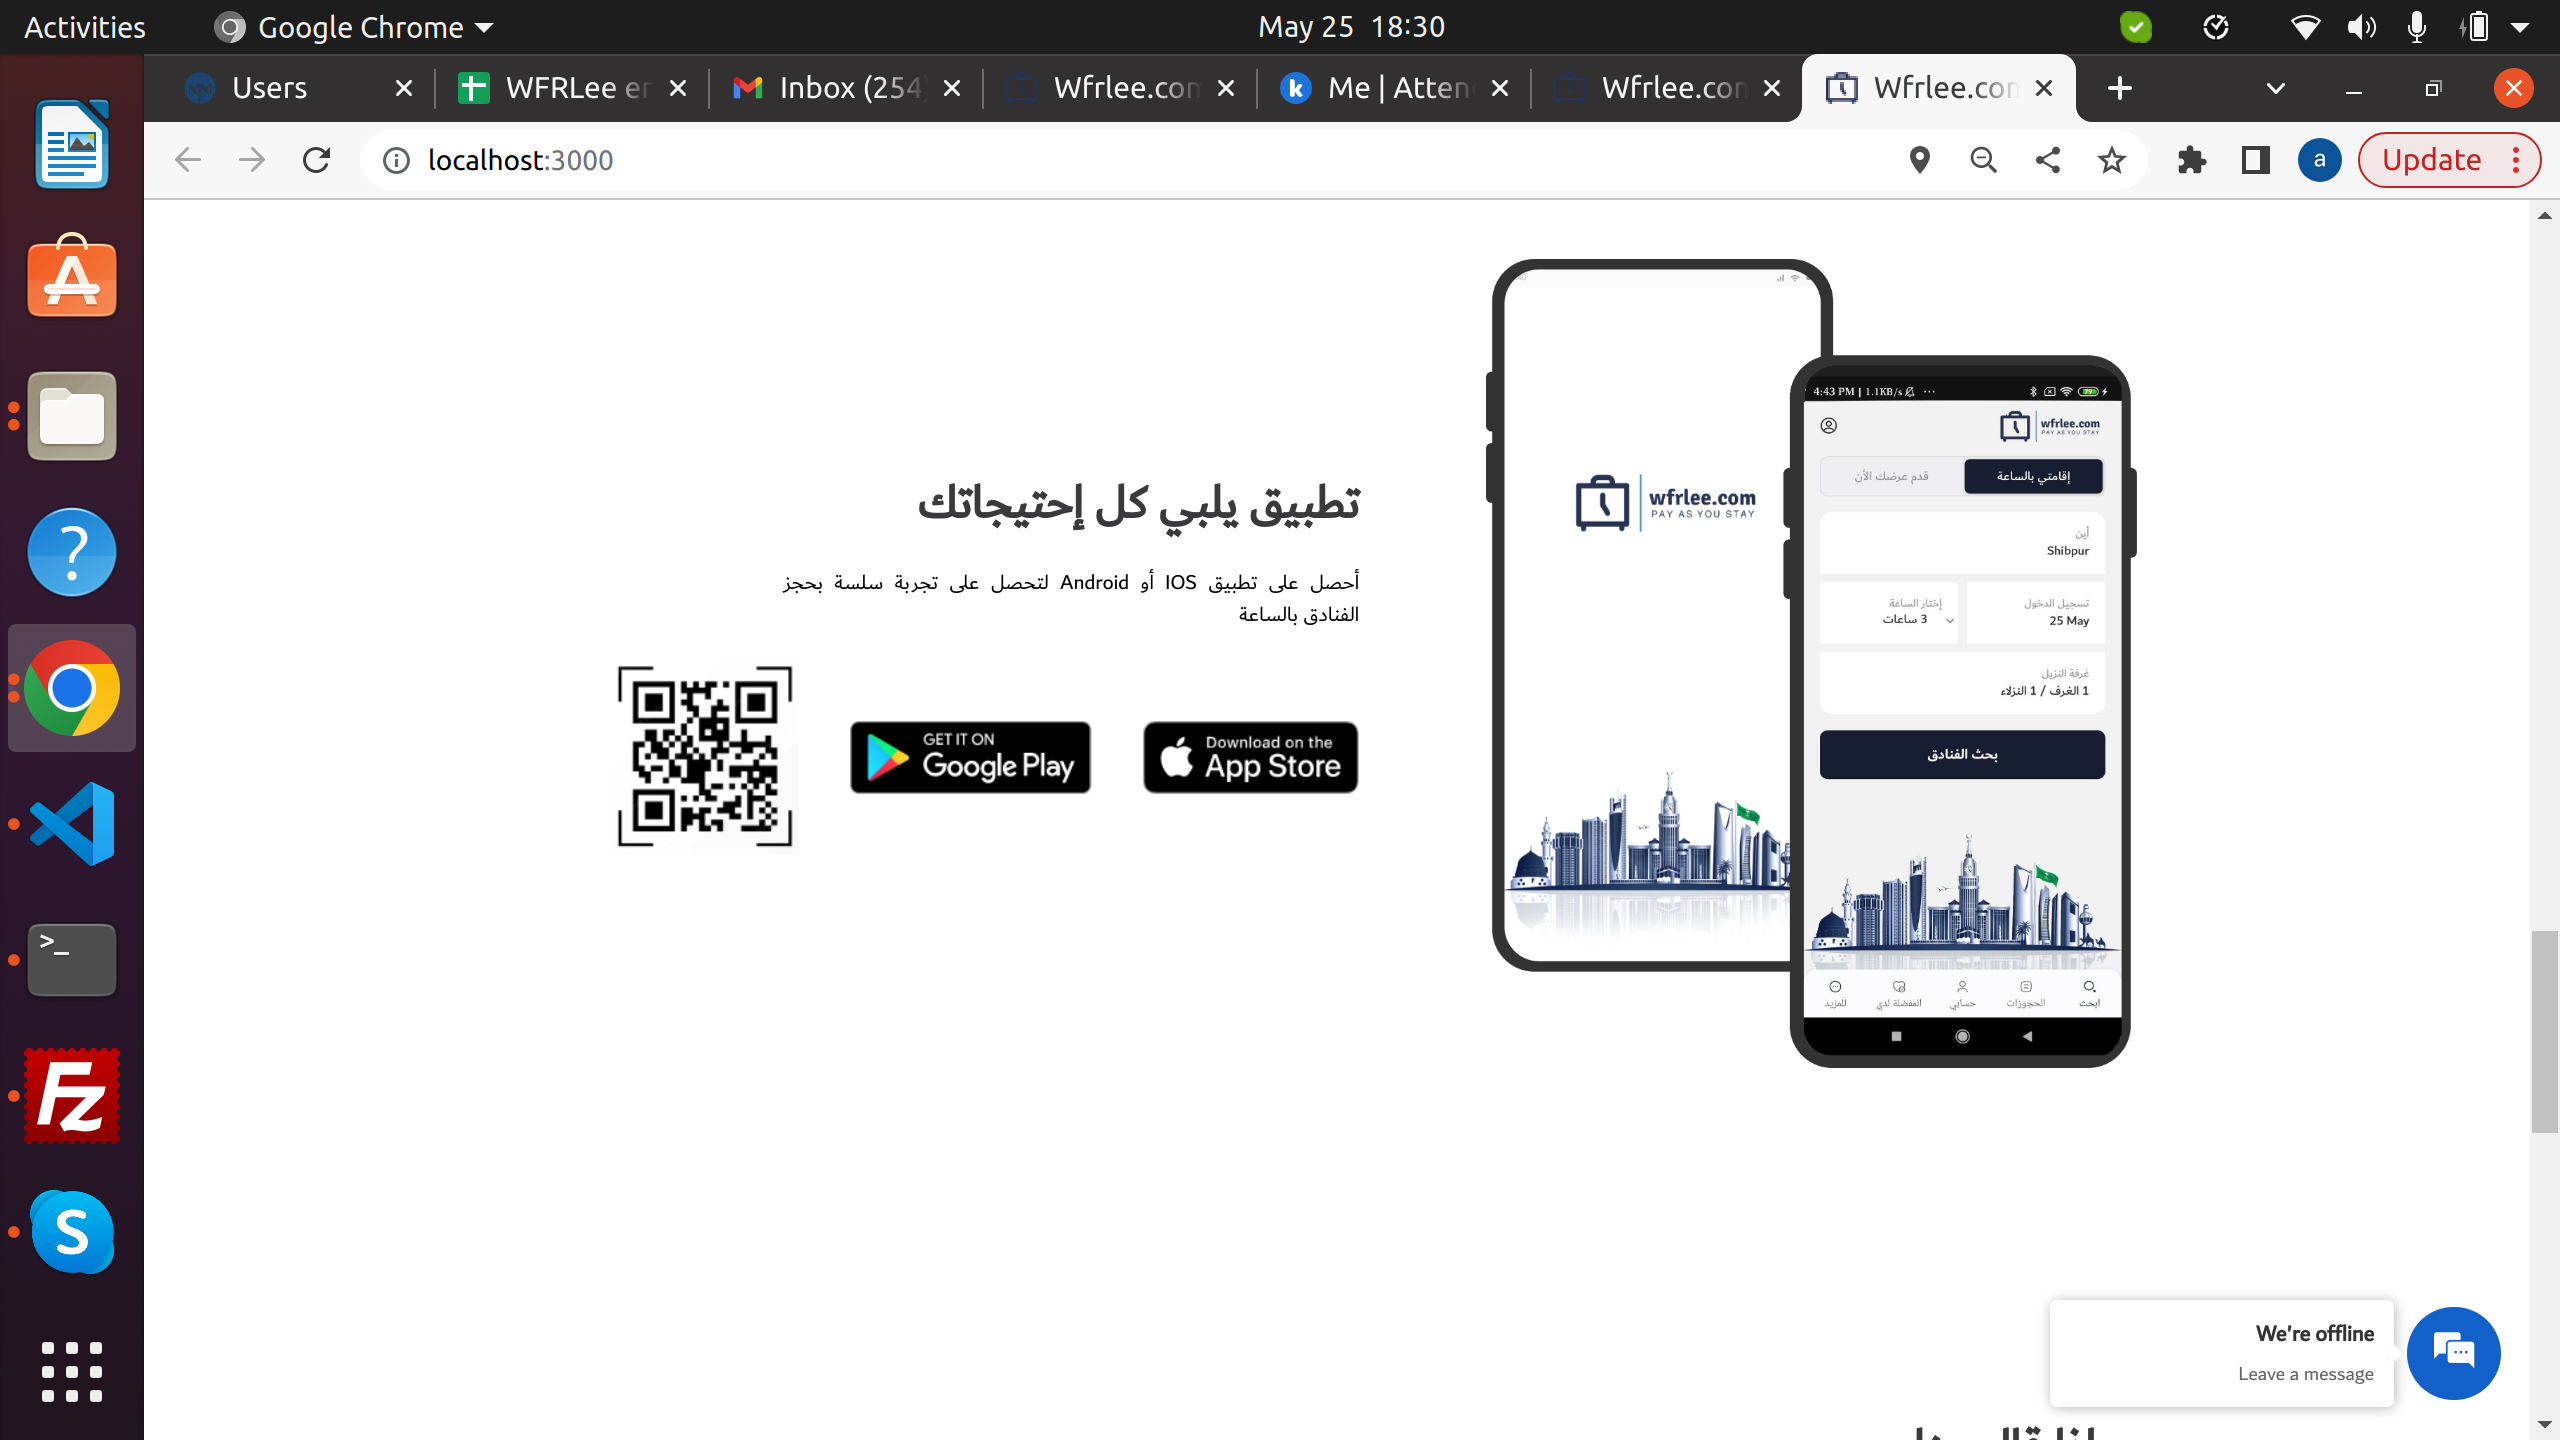 Activities
Google Chrome
May 25 18:30
Users
WFRLee er
Inbox (254)
Wfrlee.con
Me | Atten
Wfrlee.con
Wfrlee.con
localhost:3000
a
Update
تطبيق يلبي كل إحتيجاتك
أحصل على تطبيق IOS أو Android لتحصل على تجربة سلسة بحجز
الفنادق بالساعة
GET IT ON
Google Play
Download on the
App Store
wfrlee.com
PAY AS YOU STAY
4:43 PM | 1.1KB/s
wfrlee.com
PAY AS YOU STAY
إقامتي بالساعة
قدم عرضك الأن
أين
Shibpur
تسجيل الدخول
25 May
إختار الساعة
3 ساعات
غرفة النزيل
1 الغرف / 1 النزلاء
بحث الفنادق
ابحث
الحجوزات
حسابي
المفضلة لدي
للمزيد
We're offline
Leave a message